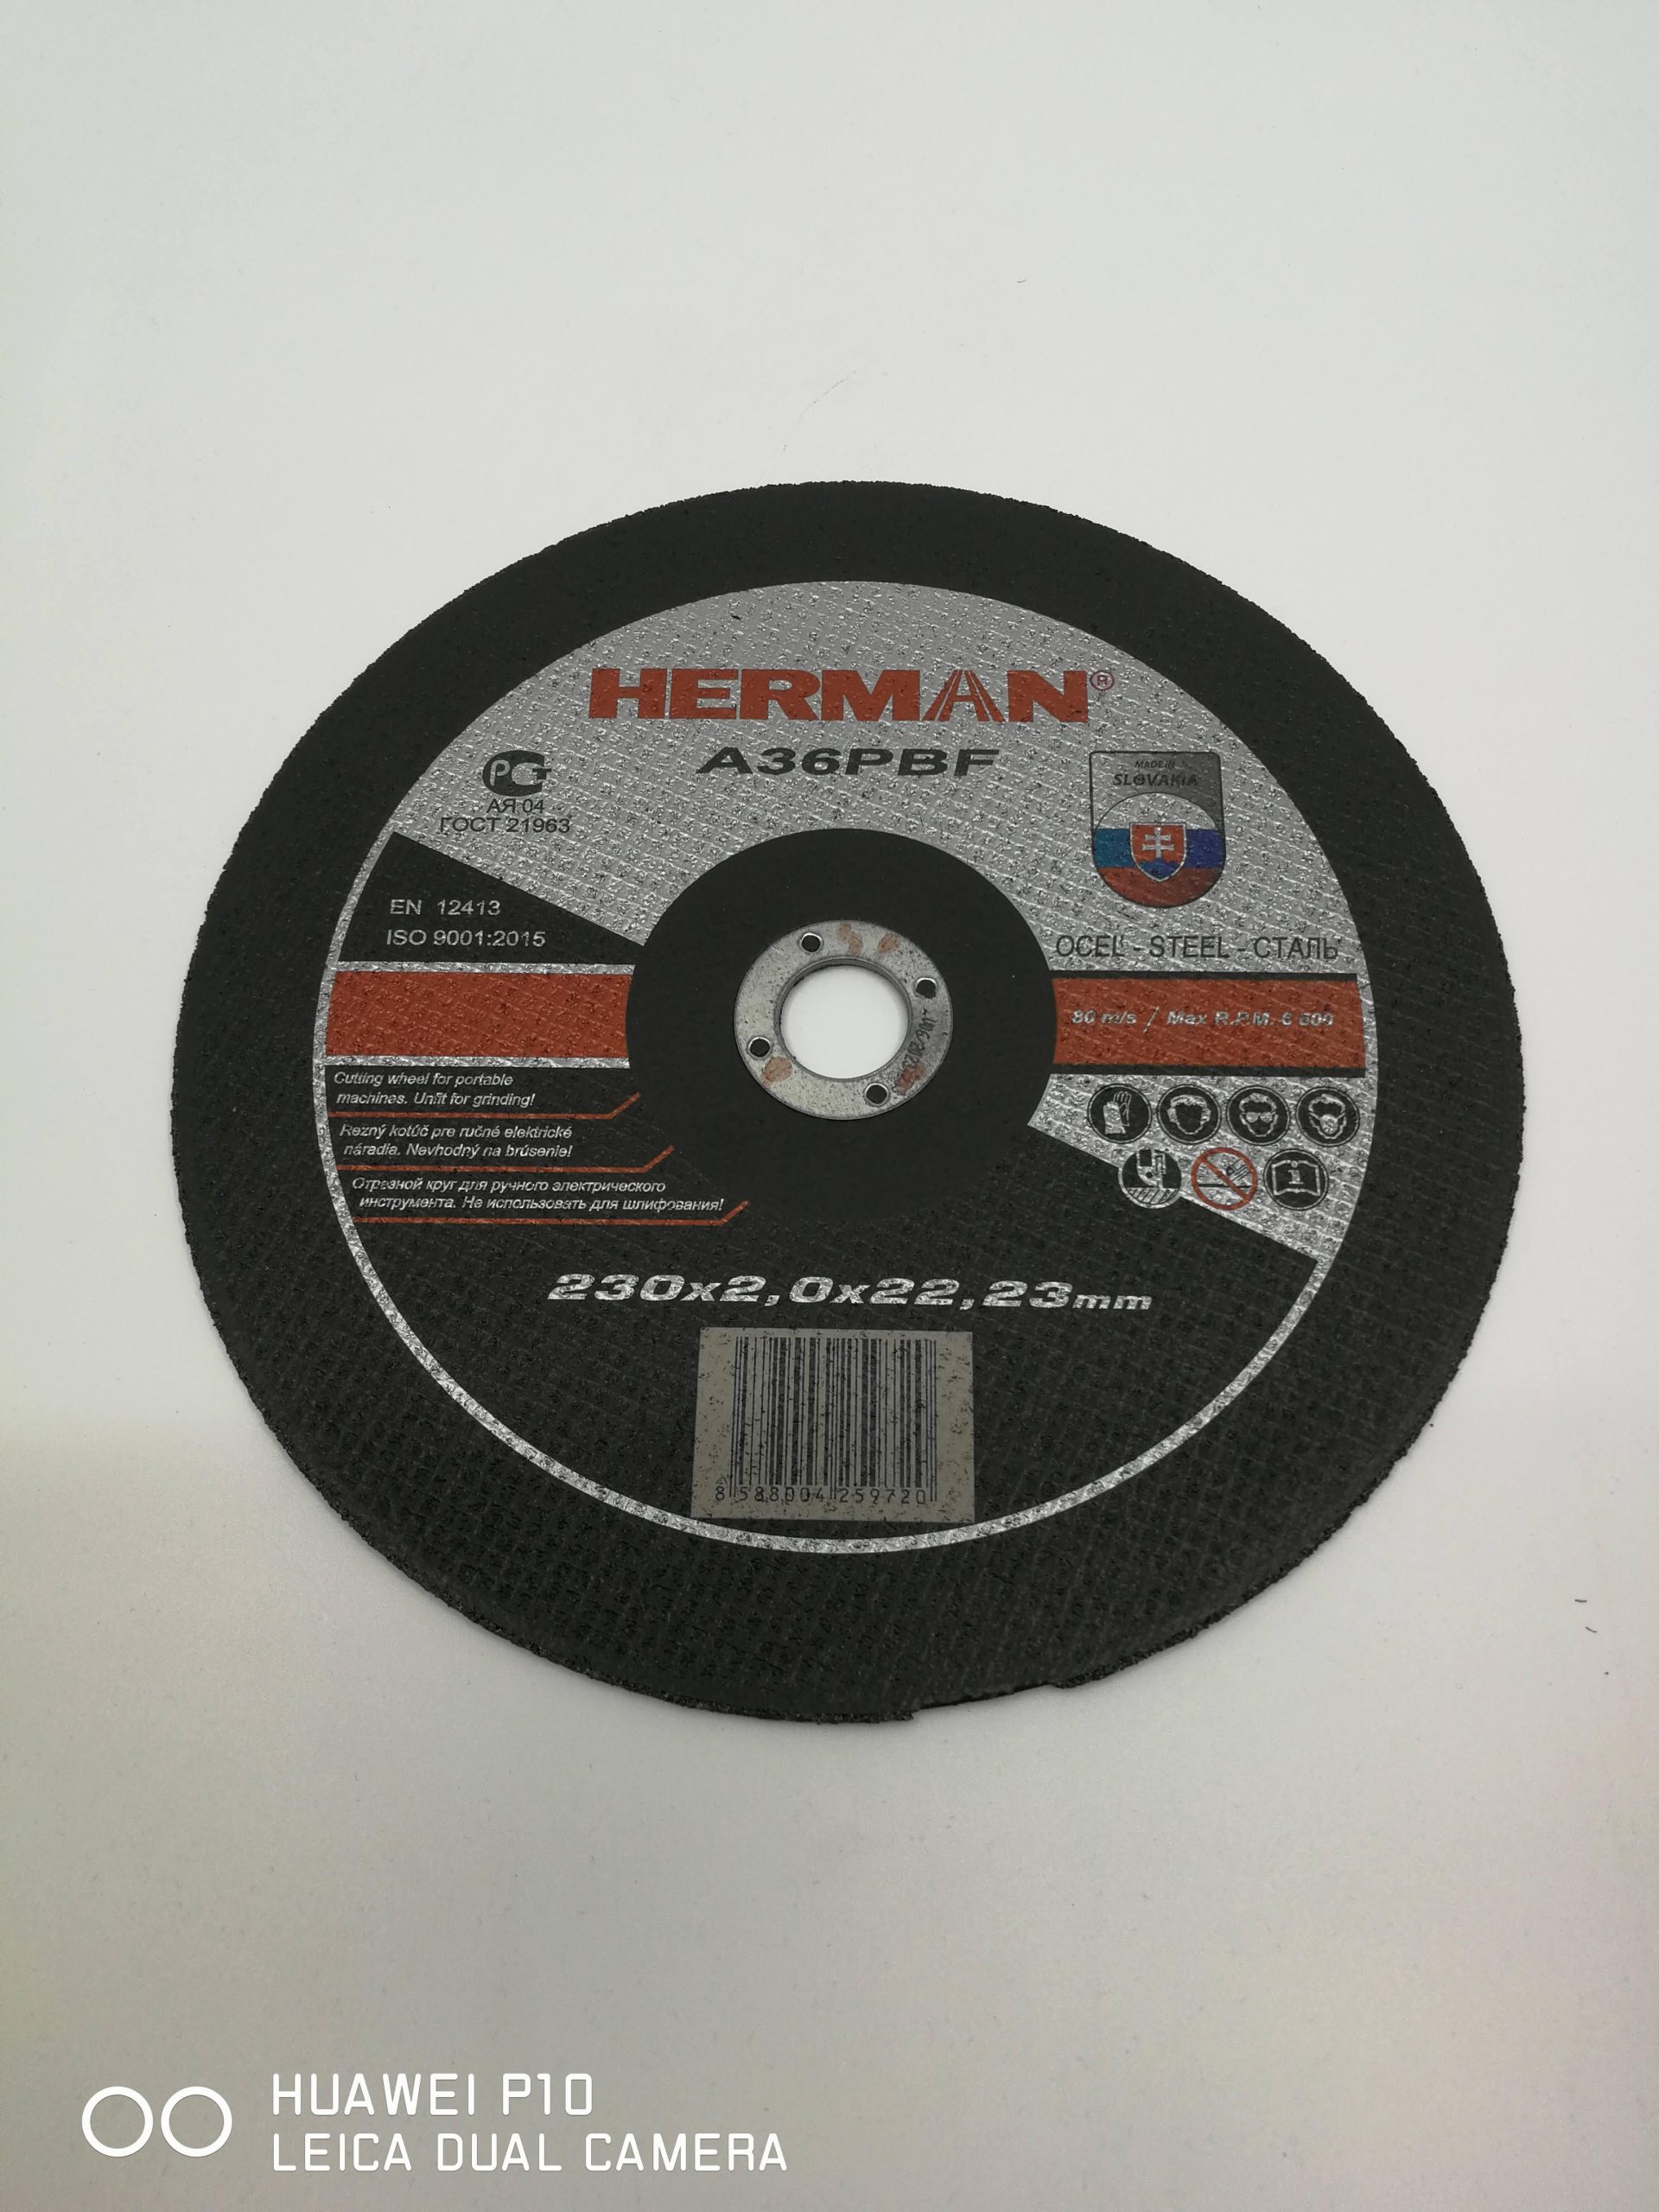 HERMAN®
A36PBF
РСТ
АЯ 04
ГОСТ 21963
MADE IN
SLOVAKIA
EN 12413
ISO 9001:2015
OCEĽ - STEEL - СТАЛЬ
80 m/s / Max R.P.M. 6 600
Cutting wheel for portable
machines. Unfit for grinding!
Rezný kotúč pre ručné elektrické
náradia. Nevhodný na brúsenie!
Отрезной круг для ручного электрического
инструмента. Не использовать для шлифования!
230x2,0x22,23mm
8 588004 259720
HUAWEI P10
LEICA DUAL CAMERA